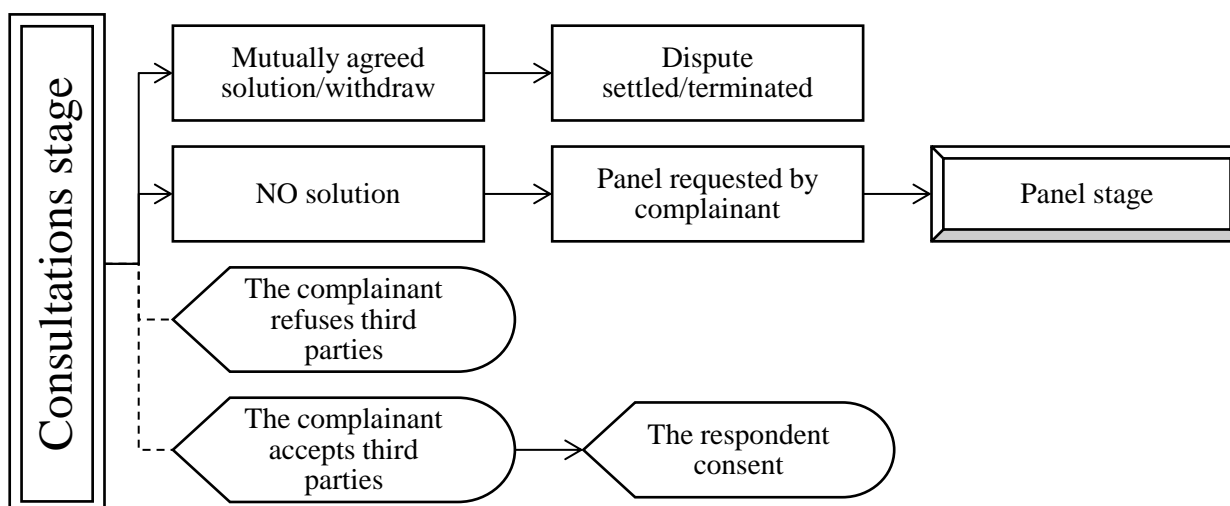 Consultations stage
Mutually agreed
solution/withdraw
Dispute
settled/terminated
NO solution
Panel requested by
complainant
Panel stage
The complainant
refuses third
parties
The complainant
accepts third
parties
The respondent
consent